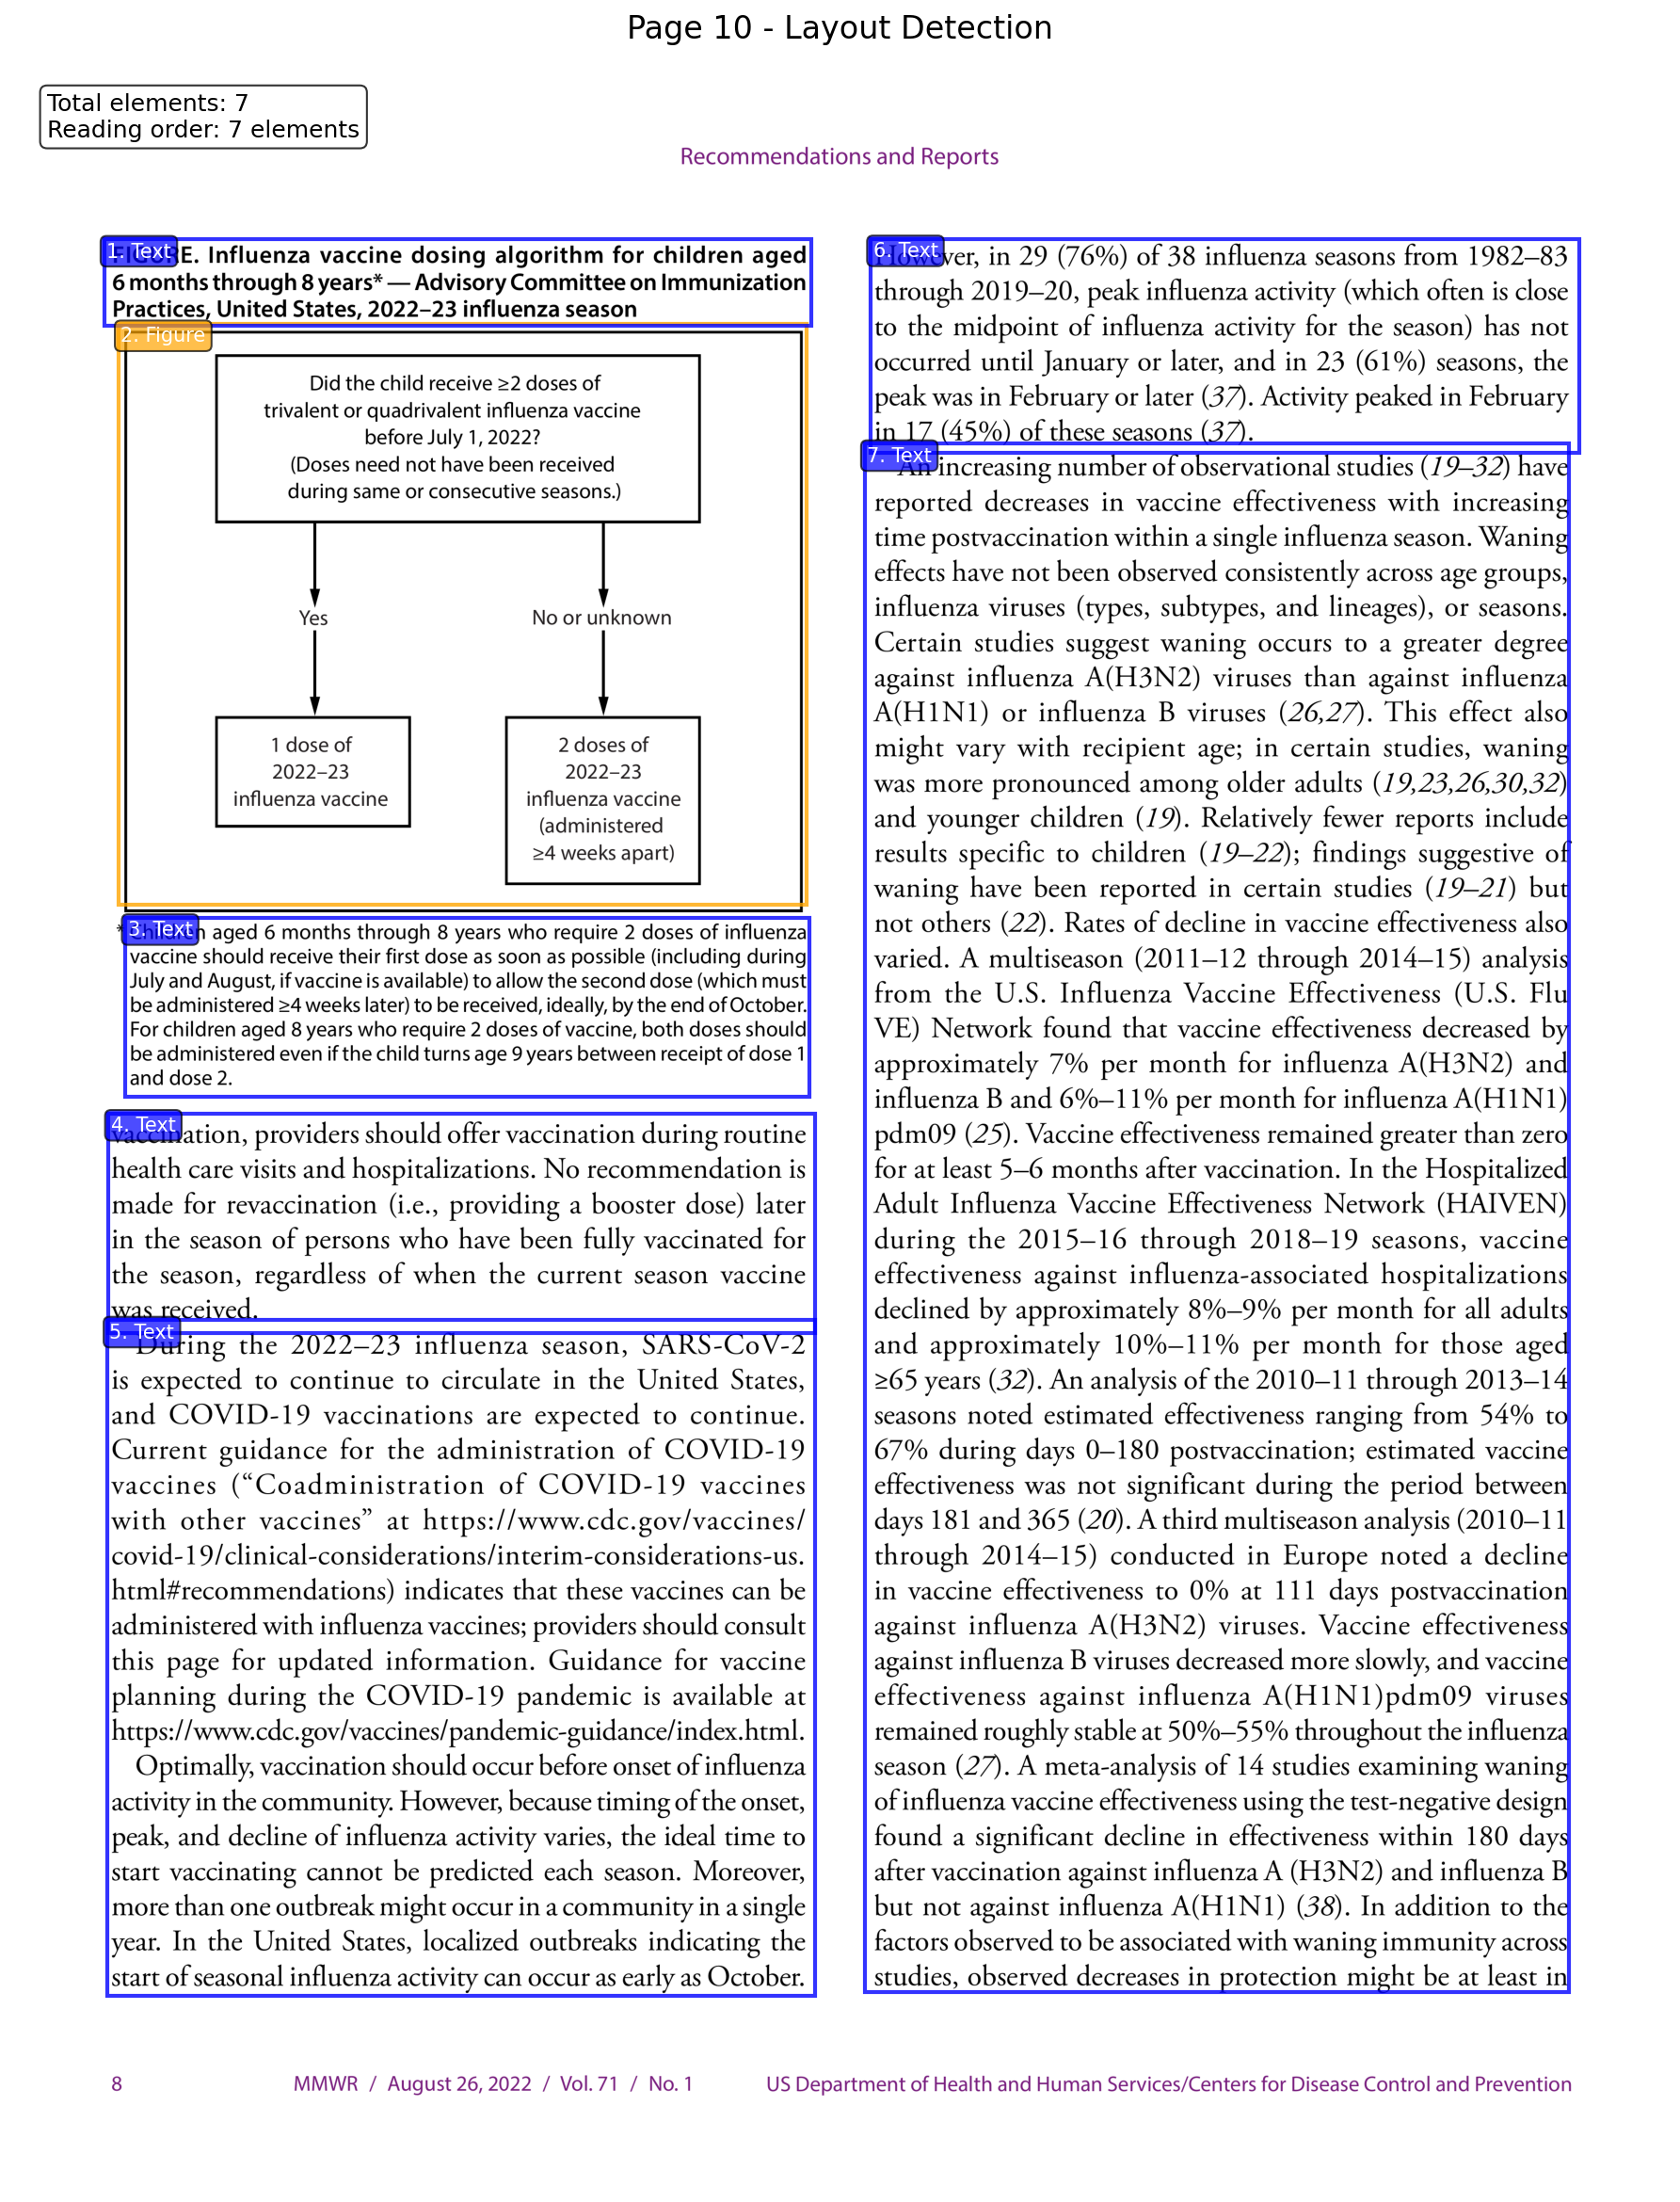 Page 10 - Layout Detection
Total elements: 7
Reading order: 7 elements
Recommendations and Reports
1. Text
FIGURE. Influenza vaccine dosing algorithm for children aged
6 months through 8 years* — Advisory Committee on Immunization
Practices, United States, 2022–23 influenza season
2. Figure
Did the child receive ≥2 doses of
trivalent or quadrivalent influenza vaccine
before July 1, 2022?
(Doses need not have been received
during same or consecutive seasons.)
Yes
No or unknown
1 dose of
2022–23
influenza vaccine
2 doses of
2022–23
influenza vaccine
(administered
≥4 weeks apart)
3. Text
* Children aged 6 months through 8 years who require 2 doses of influenza
vaccine should receive their first dose as soon as possible (including during
July and August, if vaccine is available) to allow the second dose (which must
be administered ≥4 weeks later) to be received, ideally, by the end of October.
For children aged 8 years who require 2 doses of vaccine, both doses should
be administered even if the child turns age 9 years between receipt of dose 1
and dose 2.
4. Text
vaccination, providers should offer vaccination during routine
health care visits and hospitalizations. No recommendation is
made for revaccination (i.e., providing a booster dose) later
in the season of persons who have been fully vaccinated for
the season, regardless of when the current season vaccine
was received.
5. Text
During the 2022–23 influenza season, SARS-CoV-2
is expected to continue to circulate in the United States,
and COVID-19 vaccinations are expected to continue.
Current guidance for the administration of COVID-19
vaccines (“Coadministration of COVID-19 vaccines
with other vaccines” at https://www.cdc.gov/vaccines/
covid-19/clinical-considerations/interim-considerations-us.
html#recommendations) indicates that these vaccines can be
administered with influenza vaccines; providers should consult
this page for updated information. Guidance for vaccine
planning during the COVID-19 pandemic is available at
https://www.cdc.gov/vaccines/pandemic-guidance/index.html.
Optimally, vaccination should occur before onset of influenza
activity in the community. However, because timing of the onset,
peak, and decline of influenza activity varies, the ideal time to
start vaccinating cannot be predicted each season. Moreover,
more than one outbreak might occur in a community in a single
year. In the United States, localized outbreaks indicating the
start of seasonal influenza activity can occur as early as October.
6. Text
However, in 29 (76%) of 38 influenza seasons from 1982–83
through 2019–20, peak influenza activity (which often is close
to the midpoint of influenza activity for the season) has not
occurred until January or later, and in 23 (61%) seasons, the
peak was in February or later (37). Activity peaked in February
in 17 (45%) of these seasons (37).
7. Text
An increasing number of observational studies (19–32) have
reported decreases in vaccine effectiveness with increasing
time postvaccination within a single influenza season. Waning
effects have not been observed consistently across age groups,
influenza viruses (types, subtypes, and lineages), or seasons.
Certain studies suggest waning occurs to a greater degree
against influenza A(H3N2) viruses than against influenza
A(H1N1) or influenza B viruses (26,27). This effect also
might vary with recipient age; in certain studies, waning
was more pronounced among older adults (19,23,26,30,32)
and younger children (19). Relatively fewer reports include
results specific to children (19–22); findings suggestive of
waning have been reported in certain studies (19–21) but
not others (22). Rates of decline in vaccine effectiveness also
varied. A multiseason (2011–12 through 2014–15) analysis
from the U.S. Influenza Vaccine Effectiveness (U.S. Flu
VE) Network found that vaccine effectiveness decreased by
approximately 7% per month for influenza A(H3N2) and
influenza B and 6%–11% per month for influenza A(H1N1)
pdm09 (25). Vaccine effectiveness remained greater than zero
for at least 5–6 months after vaccination. In the Hospitalized
Adult Influenza Vaccine Effectiveness Network (HAIVEN)
during the 2015–16 through 2018–19 seasons, vaccine
effectiveness against influenza-associated hospitalizations
declined by approximately 8%–9% per month for all adults
and approximately 10%–11% per month for those aged
≥65 years (32). An analysis of the 2010–11 through 2013–14
seasons noted estimated effectiveness ranging from 54% to
67% during days 0–180 postvaccination; estimated vaccine
effectiveness was not significant during the period between
days 181 and 365 (20). A third multiseason analysis (2010–11
through 2014–15) conducted in Europe noted a decline
in vaccine effectiveness to 0% at 111 days postvaccination
against influenza A(H3N2) viruses. Vaccine effectiveness
against influenza B viruses decreased more slowly, and vaccine
effectiveness against influenza A(H1N1)pdm09 viruses
remained roughly stable at 50%–55% throughout the influenza
season (27). A meta-analysis of 14 studies examining waning
of influenza vaccine effectiveness using the test-negative design
found a significant decline in effectiveness within 180 days
after vaccination against influenza A (H3N2) and influenza B
but not against influenza A(H1N1) (38). In addition to the
factors observed to be associated with waning immunity across
studies, observed decreases in protection might be at least in
8
MMWR / August 26, 2022 / Vol. 71 / No. 1
US Department of Health and Human Services/Centers for Disease Control and Prevention